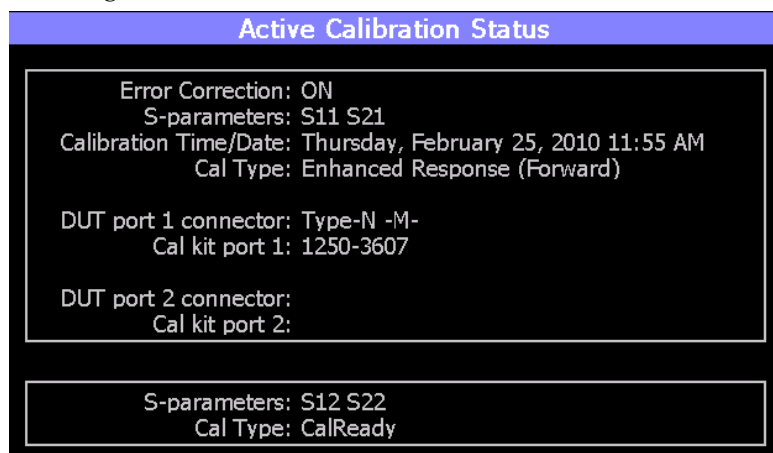 Active Calibration Status
Error Correction: ON
S-parameters: S11 S21
Calibration Time/Date: Thursday, February 25, 2010 11:55 AM
Cal Type: Enhanced Response (Forward)
DUT port 1 connector: Type-N -M-
Cal kit port 1: 1250-3607
DUT port 2 connector:
Cal kit port 2:
S-parameters: S12 S22
Cal Type: CalReady